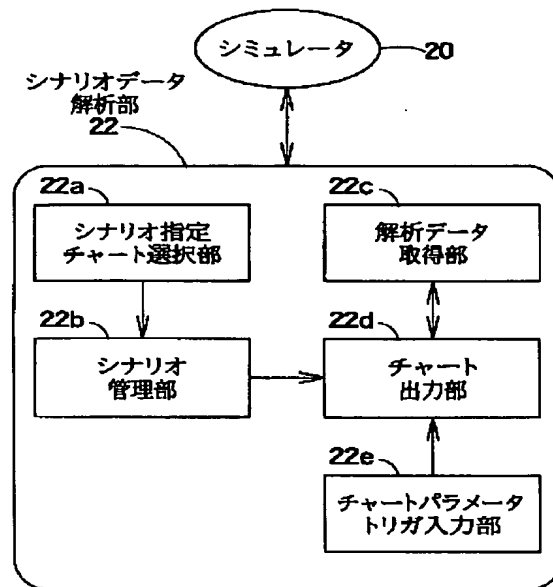 シミュレータ
20
シナリオデータ
解析部
22
22a
シナリオ指定
チャート選択部
22c
解析データ
取得部
22b
シナリオ
管理部
22d
チャート
出力部
22e
チャートパラメータ
トリガ入力部